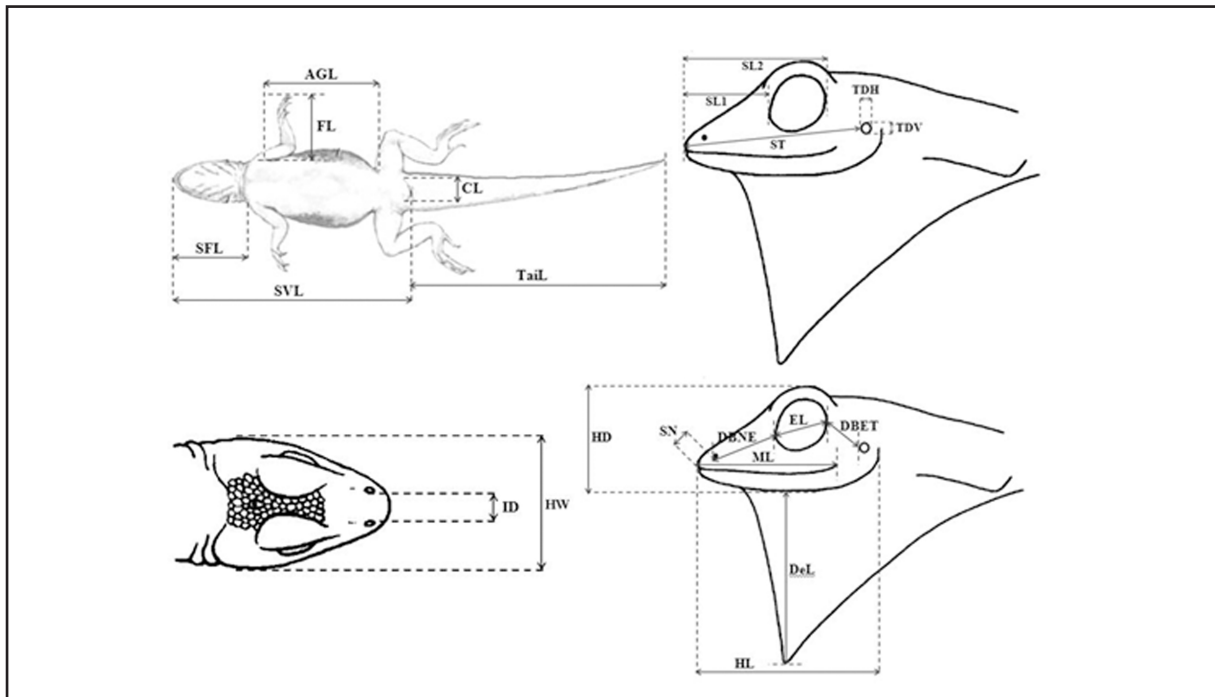 AGL
FL
CL
SFL
TaiL
SVL
SL2
SL1
TDH
TDV
ST
ID
HW
HD
SN
DBNE
EL
DBET
ML
DeL
HL